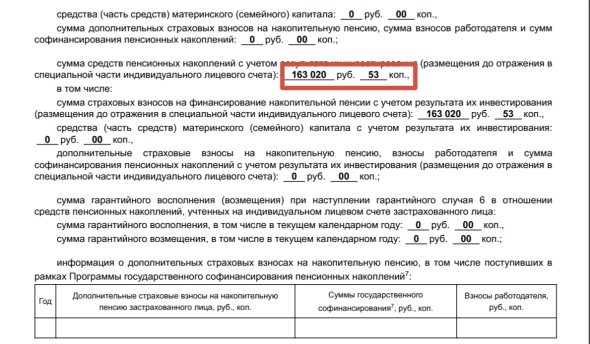 средства (часть средств) материнского (семейного) капитала: 0 руб. 00 коп.,
сумма дополнительных страховых взносов на накопительную пенсию, сумма взносов работодателя и сумм
софинансирования пенсионных накоплений: 0 руб. 00 коп.;
сумма средств пенсионных накоплений с учетом результата их инвестирования (размещения до отражения в
специальной части индивидуального лицевого счета): 163 020 руб. 53 коп.,
в том числе:
сумма страховых взносов на финансирование накопительной пенсии с учетом результата их инвестирования
(размещения до отражения в специальной части индивидуального лицевого счета): 163 020 руб. 53 коп.,
средства (часть средств) материнского (семейного) капитала с учетом результата их инвестирования:
0 руб. 00 коп.,
дополнительные страховые взносы на накопительную пенсию, взносы работодателя и сумма
софинансирования пенсионных накоплений с учетом результата их инвестирования (размещения до отражения в
специальной части индивидуального лицевого счета): 0 руб. 00 коп.;
сумма гарантийного восполнения (возмещения) при наступлении гарантийного случая 6 в отношении
средств пенсионных накоплений, учтенных на индивидуальном лицевом счете застрахованного лица:
сумма гарантийного восполнения, в том числе в текущем календарном году: 0 руб. 00 коп.,
сумма гарантийного возмещения, в том числе в текущем календарном году: 0 руб. 00 коп.;
информация о дополнительных страховых взносах на накопительную пенсию, в том числе поступивших в
рамках Программы государственного софинансирования пенсионных накоплений7:
Год
Дополнительные страховые взносы на накопительную
пенсию застрахованного лица, руб., коп.
Суммы государственного
софинансирования7, руб., коп.
Взносы работодателя,
руб., коп.